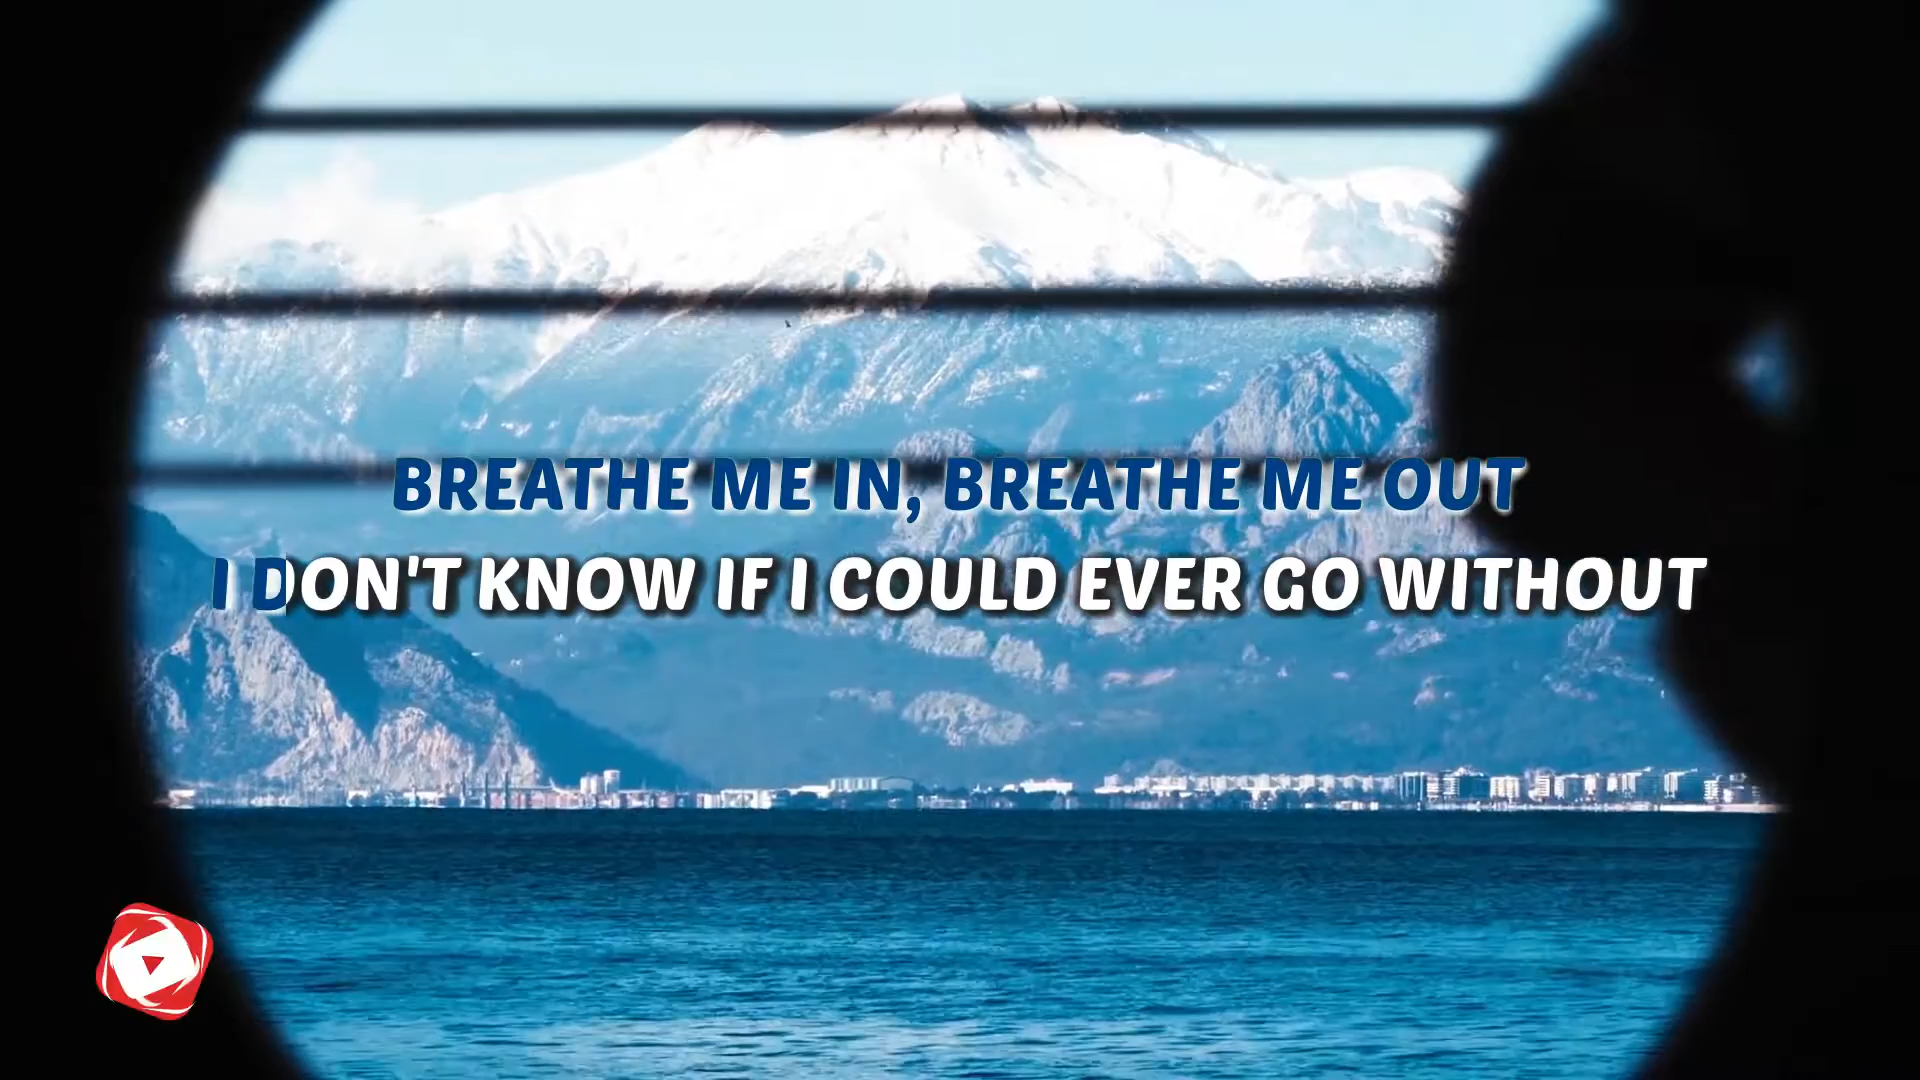 BREATHE ME IN, BREATHE ME OUT
I DON'T KNOW IF I COULD EVER GO WITHOUT